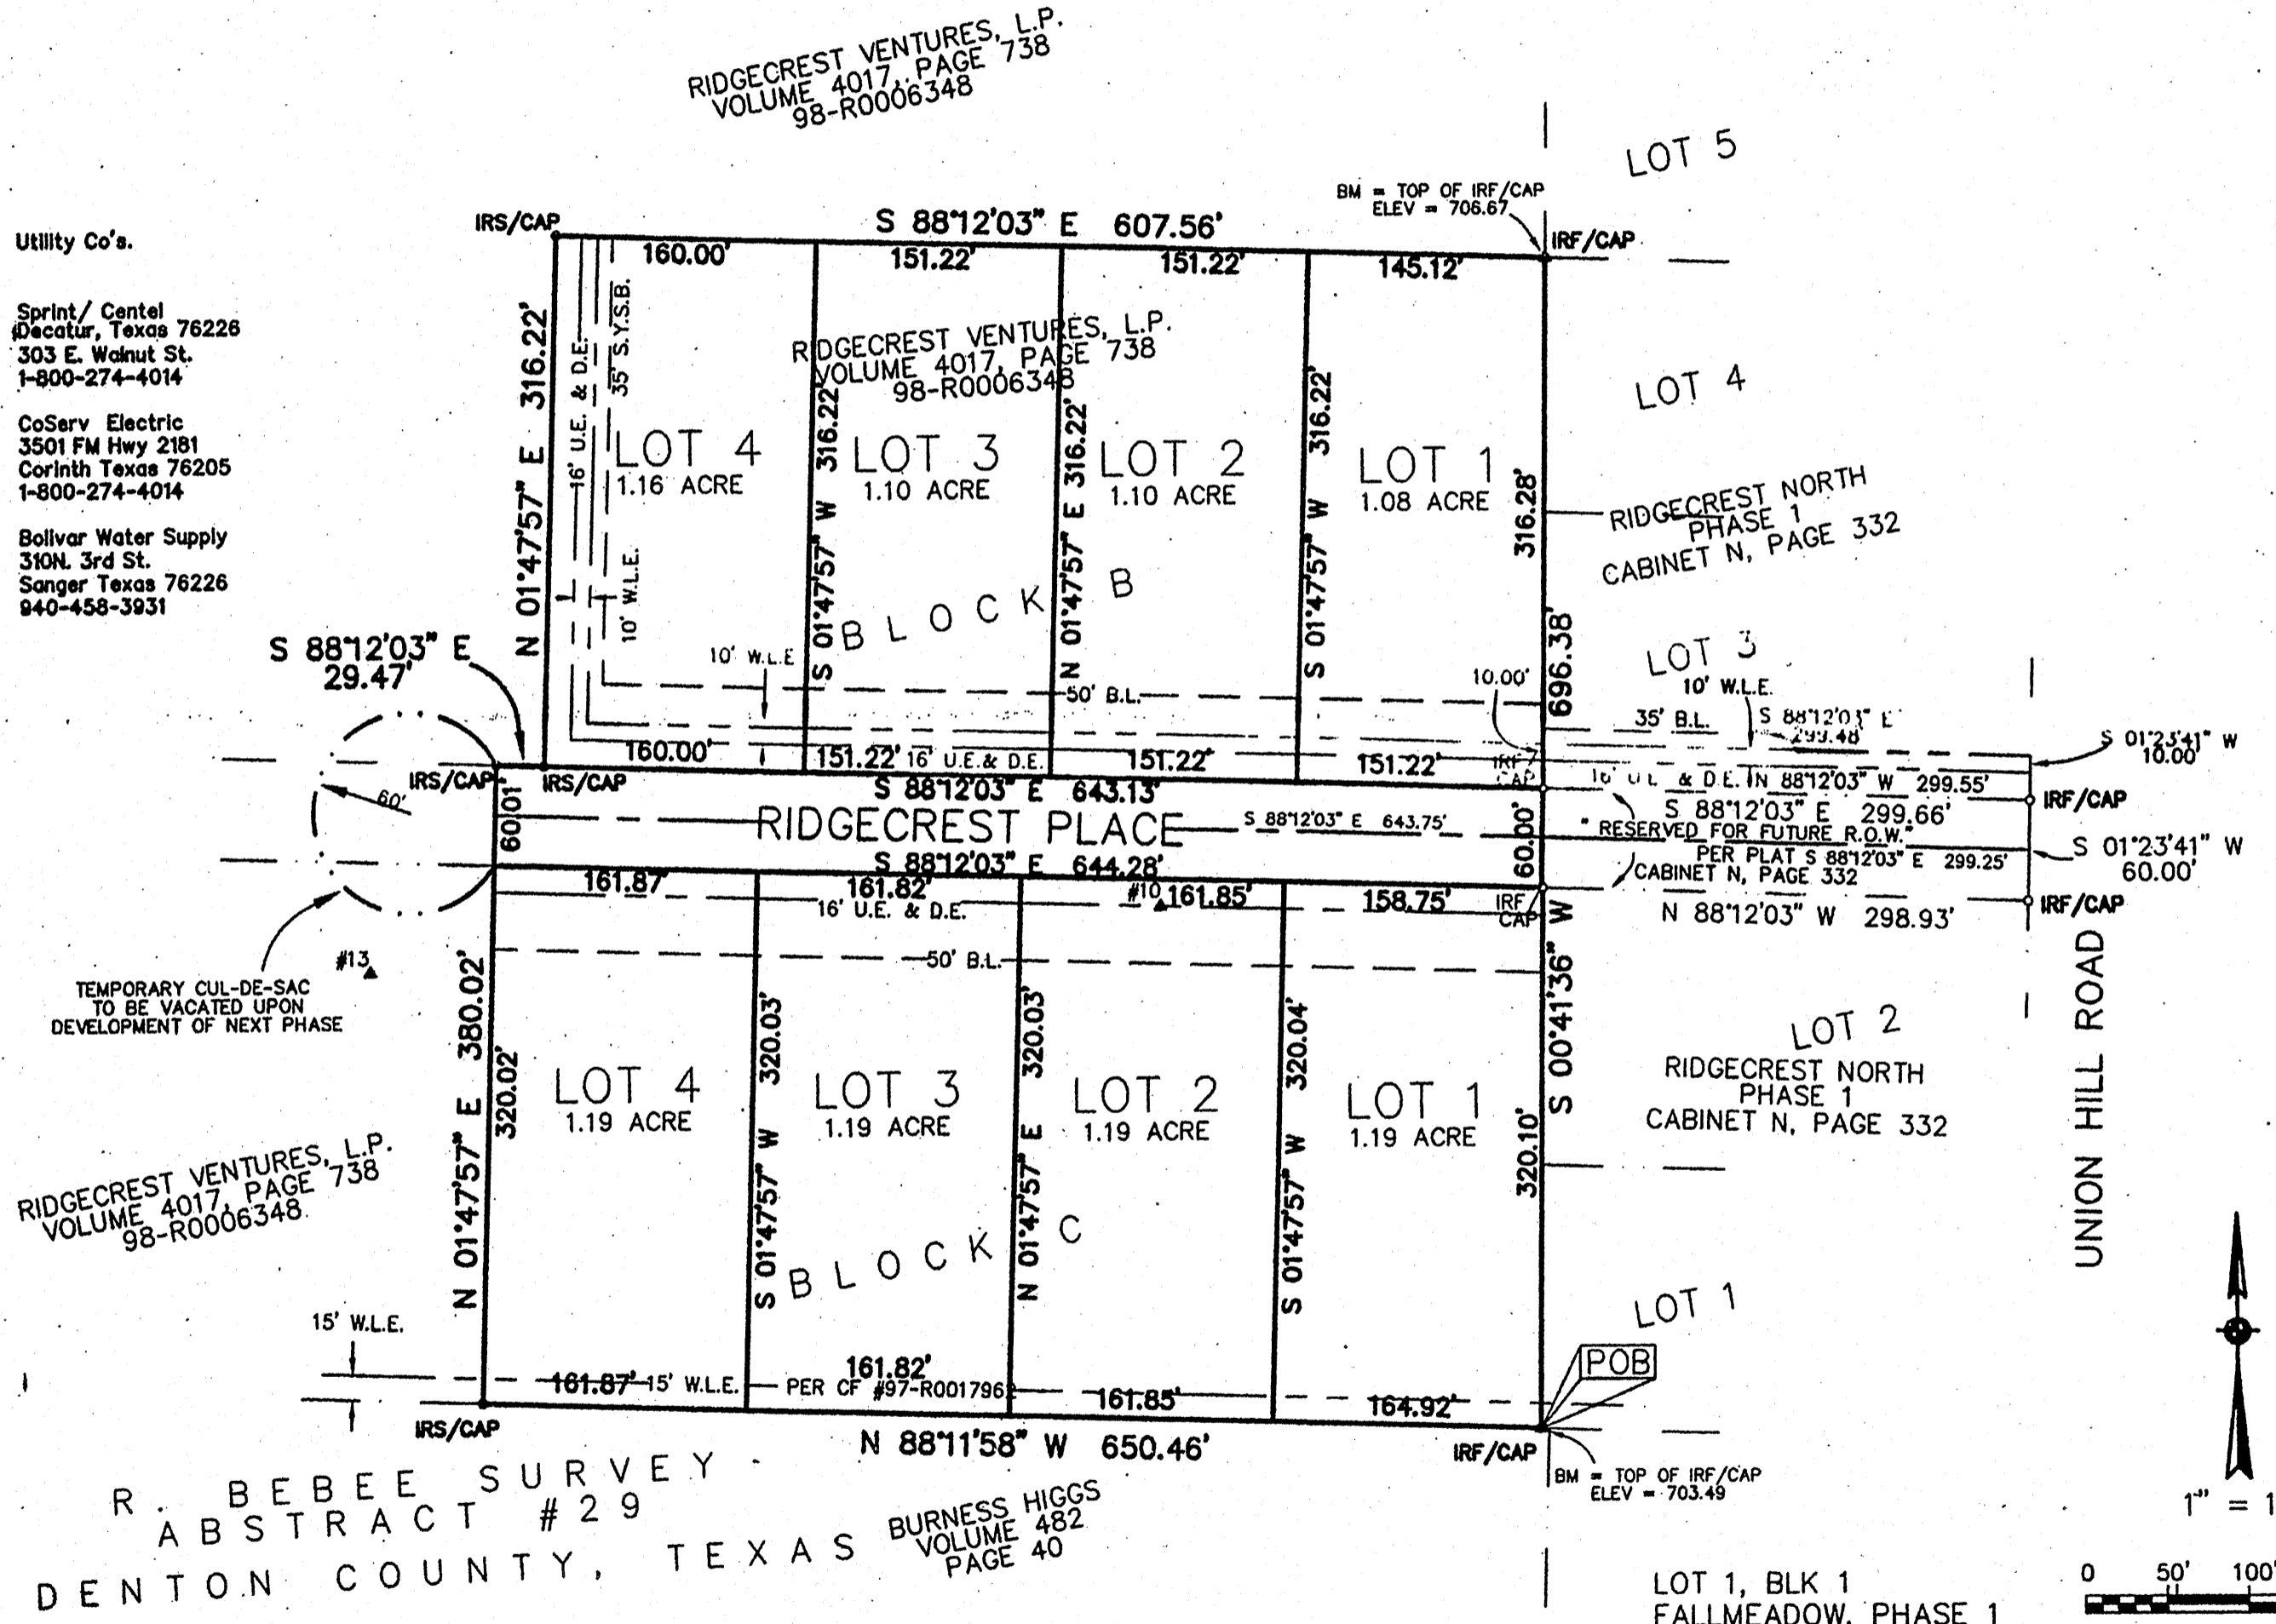 RIDGECREST VENTURES, L.P.
VOLUME 4017, PAGE 738
98-R0006348
LOT 5
BM = TOP OF IRF/CAP
ELEV = 706.67
IRS/CAP
S 88°12'03" E 607.56'
IRF/CAP
Utility Co's.
160.00'
151.22'
151.22'
145.12'
Sprint/ Centel
Decatur, Texas 76226
303 E. Walnut St.
1-800-274-4014
CoServ Electric
3501 FM Hwy 2181
Corinth Texas 76205
1-800-274-4014
Bolivar Water Supply
310N. 3rd St.
Sanger Texas 76226
940-458-3931
N 01°47'57" E 316.22'
16' U.E. & D.E.
35' S.Y.S.B.
10' W.L.E.
RIDGECREST VENTURES, L.P.
VOLUME 4017, PAGE 738
98-R0006348
LOT 4
1.16 ACRE
S 01°47'57" W 316.22'
LOT 3
1.10 ACRE
N 01°47'57" E 316.22'
LOT 2
1.10 ACRE
S 01°47'57" W 316.22'
LOT 1
1.08 ACRE
316.28'
BLOCK B
LOT 4
RIDGECREST NORTH
PHASE 1
CABINET N, PAGE 332
696.38'
LOT 3
10' W.L.E.
S 88°12'03" E
29.47'
10' W.L.E
50' B.L.
10.00'
35' B.L.
S 88°12'03" E
299.48'
S 01°23'41" W
10.00'
160.00'
151.22'
16' U.E.& D.E.
151.22'
151.22'
IRF/
CAP
16' U.E. & D.E.
N 88°12'03" W 299.55'
IRS/CAP
IRS/CAP
S 88°12'03" E 643.13'
S 88°12'03" E 299.66'
IRF/CAP
60'
60.01'
RIDGECREST PLACE
S 88°12'03" E 643.75'
60.00'
"RESERVED FOR FUTURE R.O.W."
PER PLAT
S 88°12'03" E 299.25'
CABINET N, PAGE 332
S 01°23'41" W
60.00'
S 88°12'03" E 644.28'
161.87'
161.82'
#10
161.85'
158.75'
16' U.E. & D.E.
IRF/
CAP
N 88°12'03" W 298.93'
IRF/CAP
#13
50' B.L.
TEMPORARY CUL-DE-SAC
TO BE VACATED UPON
DEVELOPMENT OF NEXT PHASE
N 01°47'57" E 380.02'
320.02'
LOT 4
1.19 ACRE
S 01°47'57" W 320.03'
LOT 3
1.19 ACRE
N 01°47'57" E 320.03'
LOT 2
1.19 ACRE
S 01°47'57" W 320.04'
LOT 1
1.19 ACRE
320.10'
S 00°41'36" W
LOT 2
RIDGECREST NORTH
PHASE 1
CABINET N, PAGE 332
UNION HILL ROAD
RIDGECREST VENTURES, L.P.
VOLUME 4017, PAGE 738
98-R0006348
BLOCK C
LOT 1
15' W.L.E.
POB
161.87'
15' W.L.E.
161.82'
PER CF #97-R001796
161.85'
164.92'
IRS/CAP
N 88°11'58" W 650.46'
IRF/CAP
BM = TOP OF IRF/CAP
ELEV = 703.49
R. BEBEE SURVEY
ABSTRACT #29
DENTON COUNTY, TEXAS
BURNESS HIGGS
VOLUME 482
PAGE 40
1" = 1
LOT 1, BLK 1
FALLMEADOW, PHASE 1
0 50' 100'